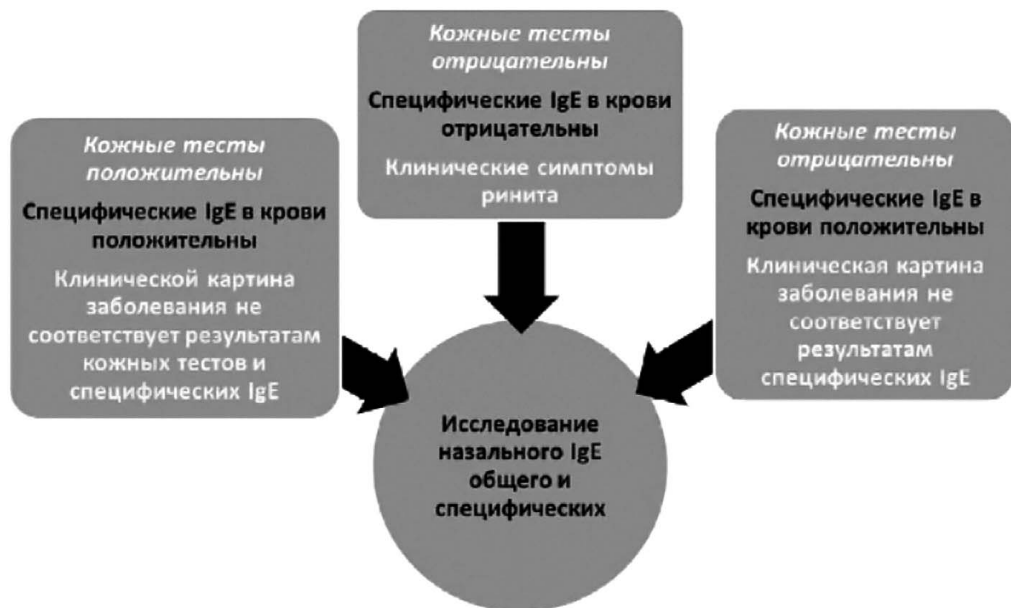 Кожные тесты
положительны
Специфические IgE в крови
положительны
Клинической картина
заболевания не
соответствует результатам
кожных тестов и
специфических IgE
Кожные тесты
отрицательны
Специфические IgE в крови
отрицательны
Клинические симптомы
ринита
Кожные тесты
отрицательны
Специфические IgE в
крови положительны
Клиническая картина
заболевания не
соответствует
результатам
специфических IgE
Исследование
назального IgE
общего и
специфических